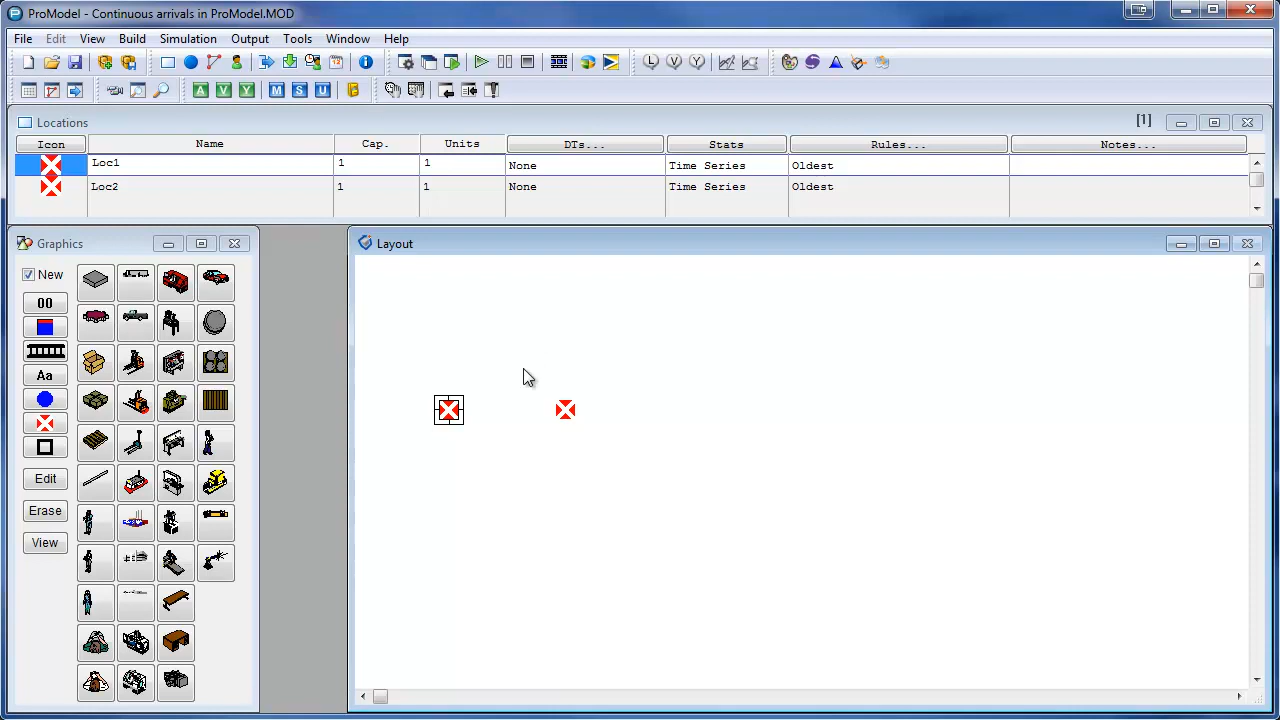 ProModel - Continuous arrivals in ProModel.MOD
File Edit View Build Simulation Output Tools Window Help
L V Y
A V Y M S U
Locations [1]
Icon Name Cap. Units DTs... Stats Rules... Notes...
Loc1 1 1 None Time Series Oldest
Loc2 1 1 None Time Series Oldest
Graphics
Layout
New
00
Aa
Edit
Erase
View